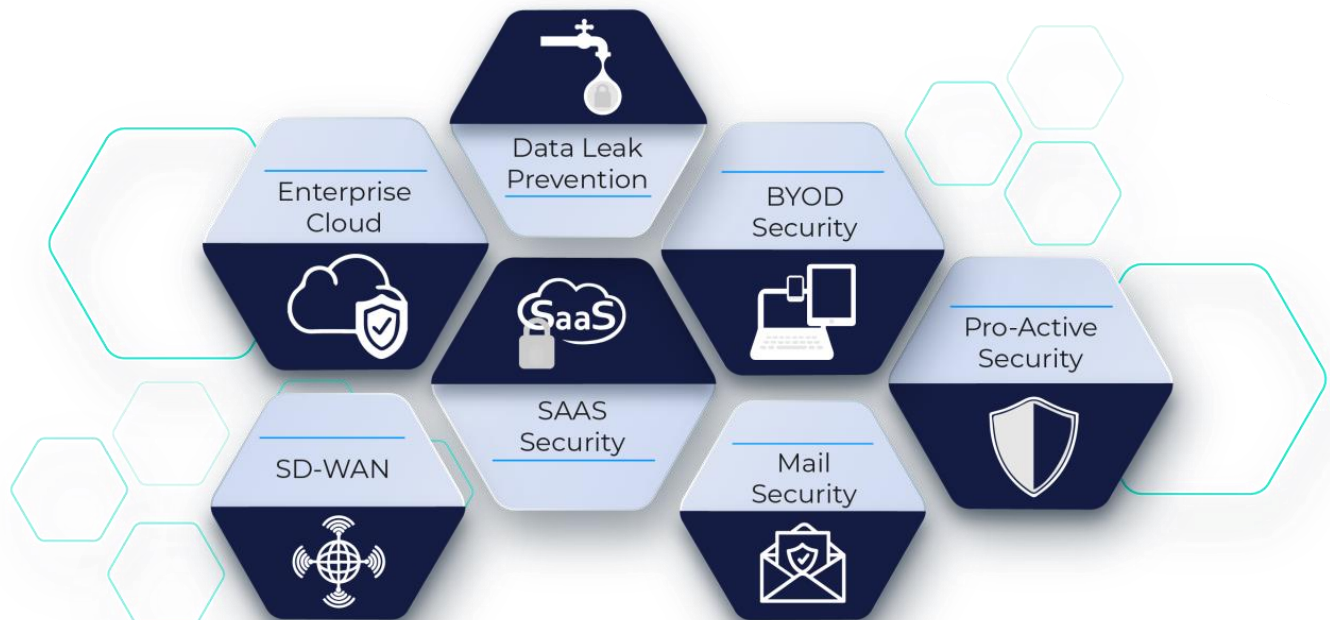 Data Leak
Prevention
Enterprise
Cloud
BYOD
Security
SaaS
Pro-Active
Security
SAAS
Security
SD-WAN
Mail
Security